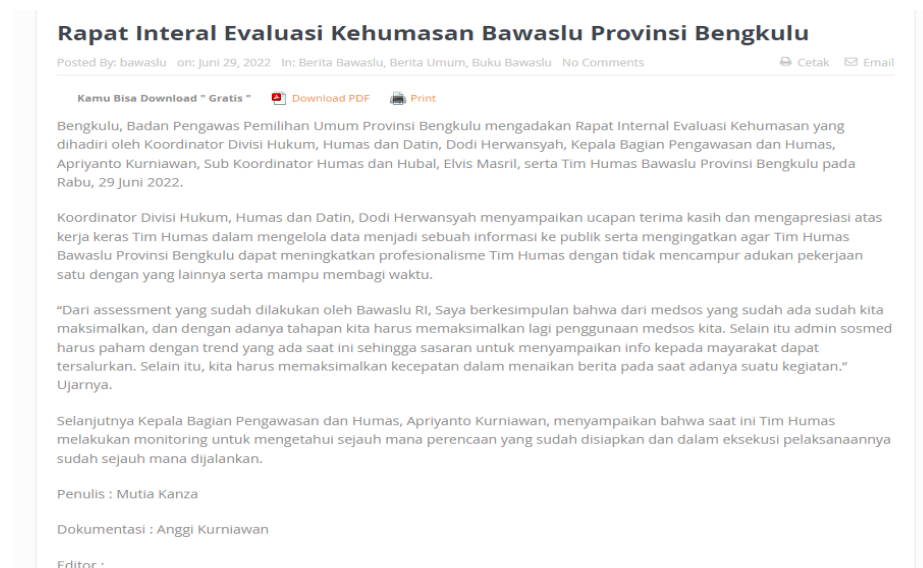 Rapat Interal Evaluasi Kehumasan Bawaslu Provinsi Bengkulu
Posted By: bawaslu on: Juni 29, 2022 In: Berita Bawaslu, Berita Umum, Buku Bawaslu No Comments Cetak Email
Kamu Bisa Download " Gratis " Download PDF Print
Bengkulu, Badan Pengawas Pemilihan Umum Provinsi Bengkulu mengadakan Rapat Internal Evaluasi Kehumasan yang
dihadiri oleh Koordinator Divisi Hukum, Humas dan Datin, Dodi Herwansyah, Kepala Bagian Pengawasan dan Humas,
Apriyanto Kurniawan, Sub Koordinator Humas dan Hubal, Elvis Masril, serta Tim Humas Bawaslu Provinsi Bengkulu pada
Rabu, 29 Juni 2022.
Koordinator Divisi Hukum, Humas dan Datin, Dodi Herwansyah menyampaikan ucapan terima kasih dan mengapresiasi atas
kerja keras Tim Humas dalam mengelola data menjadi sebuah informasi ke publik serta mengingatkan agar Tim Humas
Bawaslu Provinsi Bengkulu dapat meningkatkan profesionalisme Tim Humas dengan tidak mencampur adukan pekerjaan
satu dengan yang lainnya serta mampu membagi waktu.
“Dari assessment yang sudah dilakukan oleh Bawaslu RI, Saya berkesimpulan bahwa dari medsos yang sudah ada sudah kita
maksimalkan, dan dengan adanya tahapan kita harus memaksimalkan lagi penggunaan medsos kita. Selain itu admin sosmed
harus paham dengan trend yang ada saat ini sehingga sasaran untuk menyampaikan info kepada mayarakat dapat
tersalurkan. Selain itu, kita harus memaksimalkan kecepatan dalam menaikan berita pada saat adanya suatu kegiatan.”
Ujarnya.
Selanjutnya Kepala Bagian Pengawasan dan Humas, Apriyanto Kurniawan, menyampaikan bahwa saat ini Tim Humas
melakukan monitoring untuk mengetahui sejauh mana perencaan yang sudah disiapkan dan dalam eksekusi pelaksanaannya
sudah sejauh mana dijalankan.
Penulis : Mutia Kanza
Dokumentasi : Anggi Kurniawan
Editor :